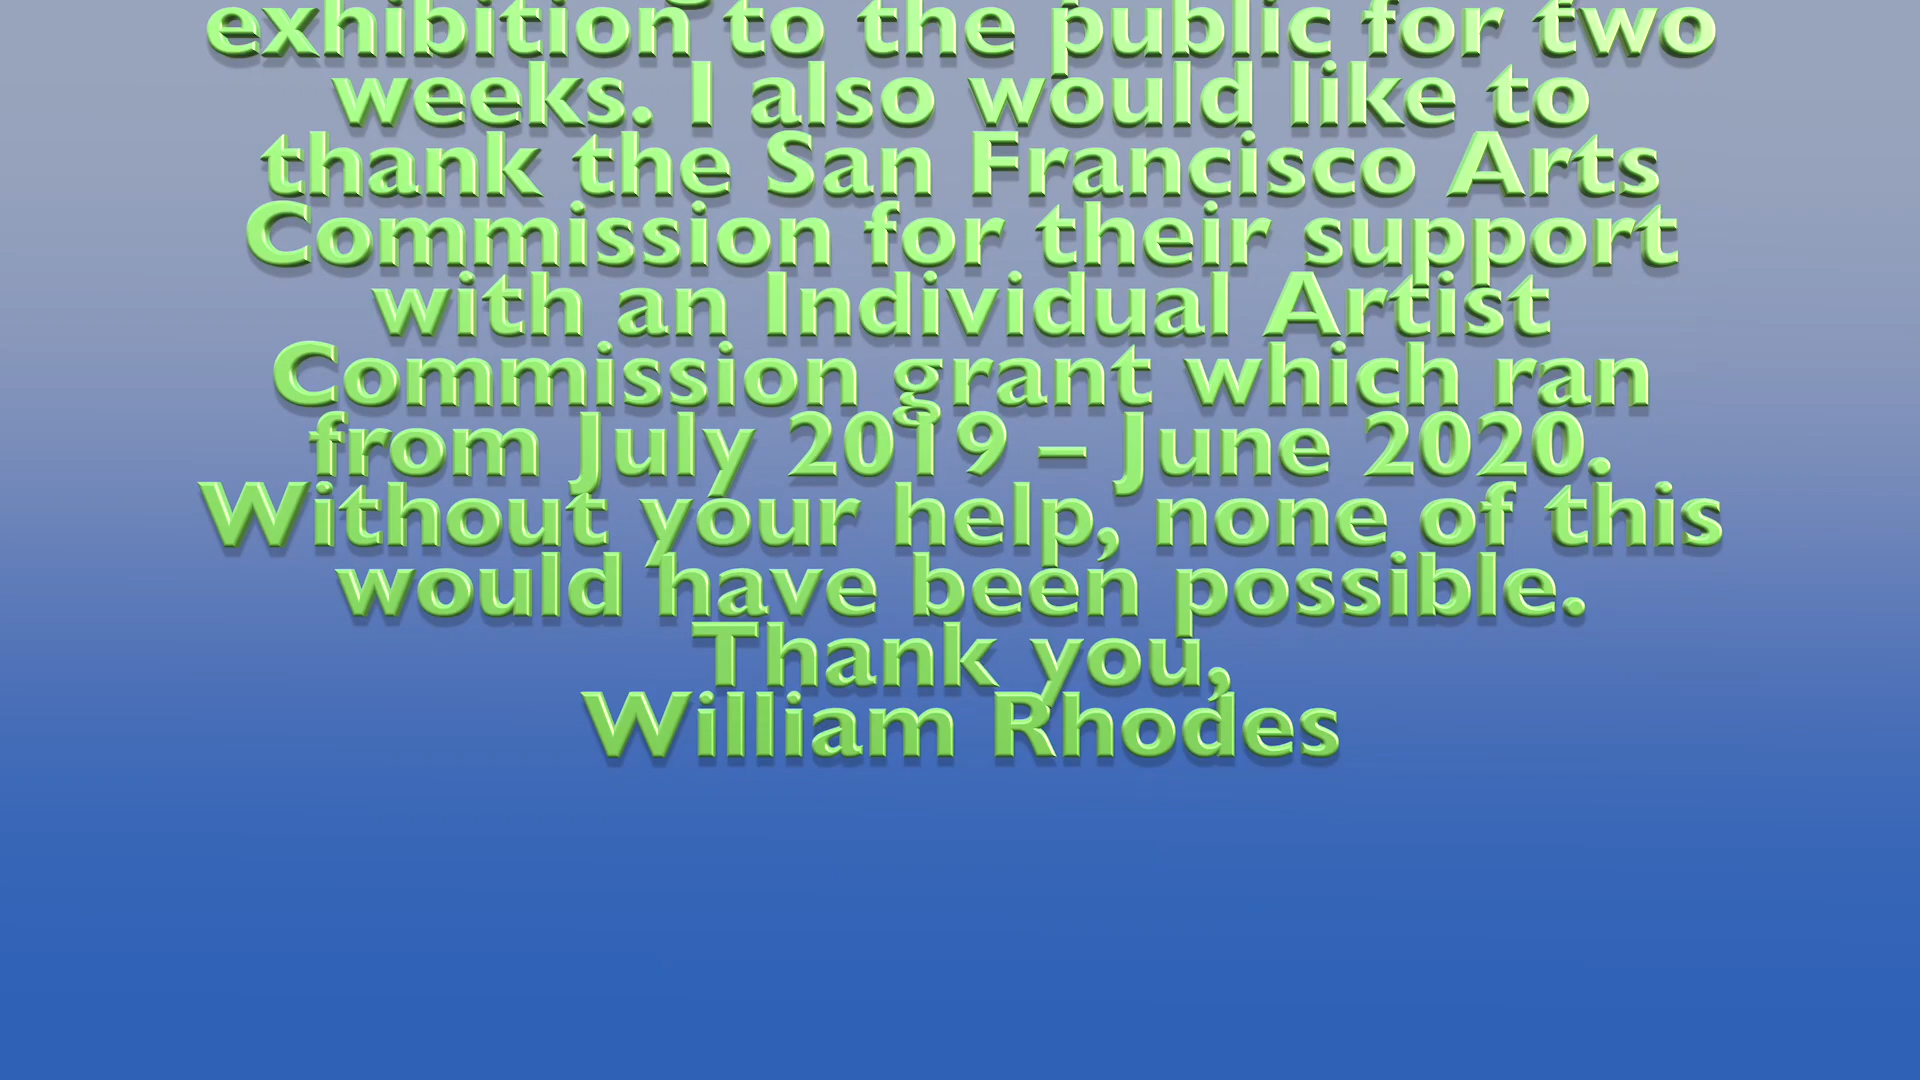 exhibition to the public for two
weeks. I also would like to
thank the San Francisco Arts
Commission for their support
with an Individual Artist
Commission grant which ran
from July 2019 – June 2020.
Without your help, none of this
would have been possible.
Thank you,
William Rhodes